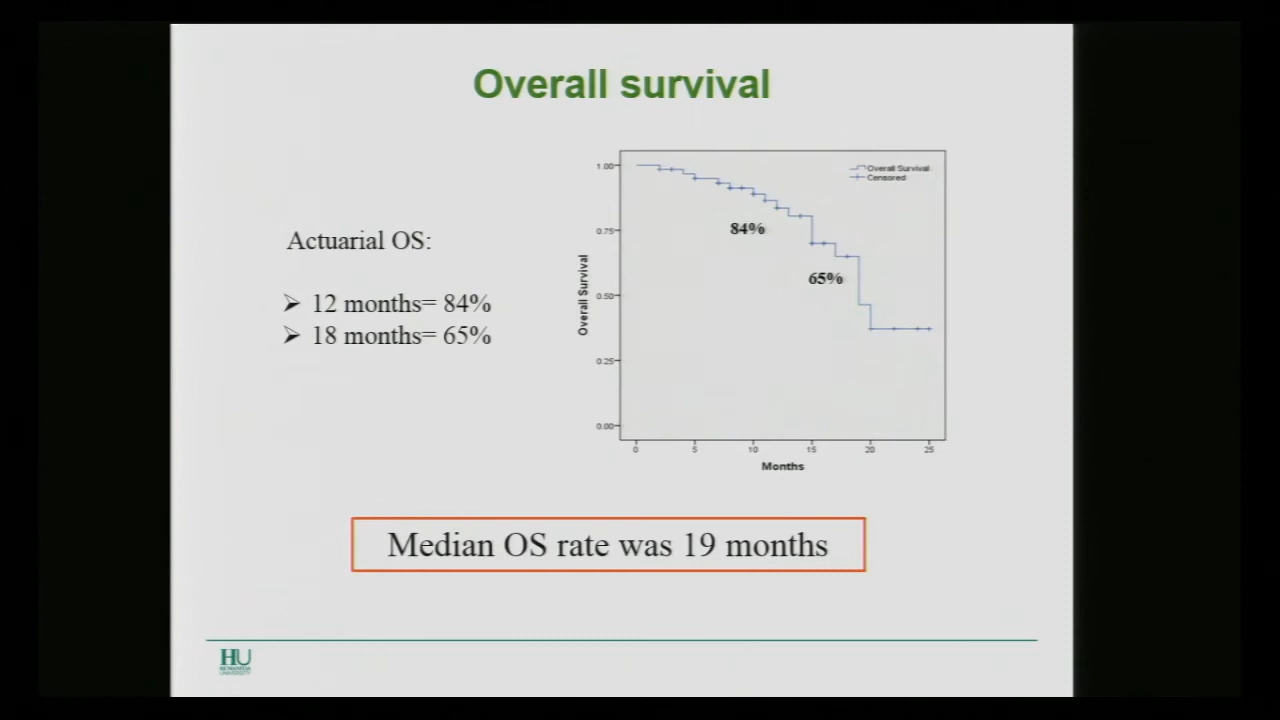 Overall survival
Actuarial OS:
➢ 12 months= 84%
➢ 18 months= 65%
1.00
0.75
0.50
0.25
0.00
Overall Survival
Overall Survival
Censored
84%
65%
0 5 10 15 20 25
Months
Median OS rate was 19 months
HU
HUMANITAS
UNIVERSITY